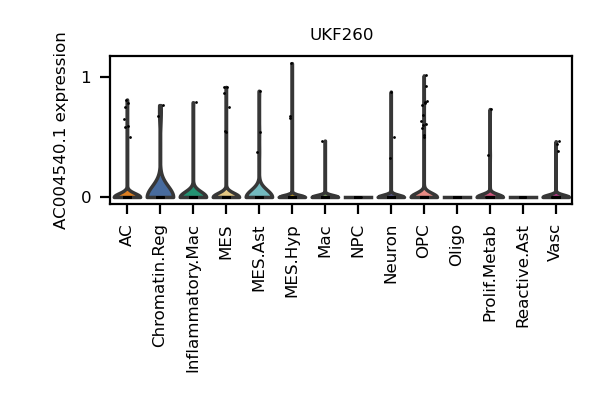 UKF260
AC004540.1 expression
1
0
AC
Chromatin.Reg
Inflammatory.Mac
MES
MES.Ast
MES.Hyp
Mac
NPC
Neuron
OPC
Oligo
Prolif.Metab
Reactive.Ast
Vasc